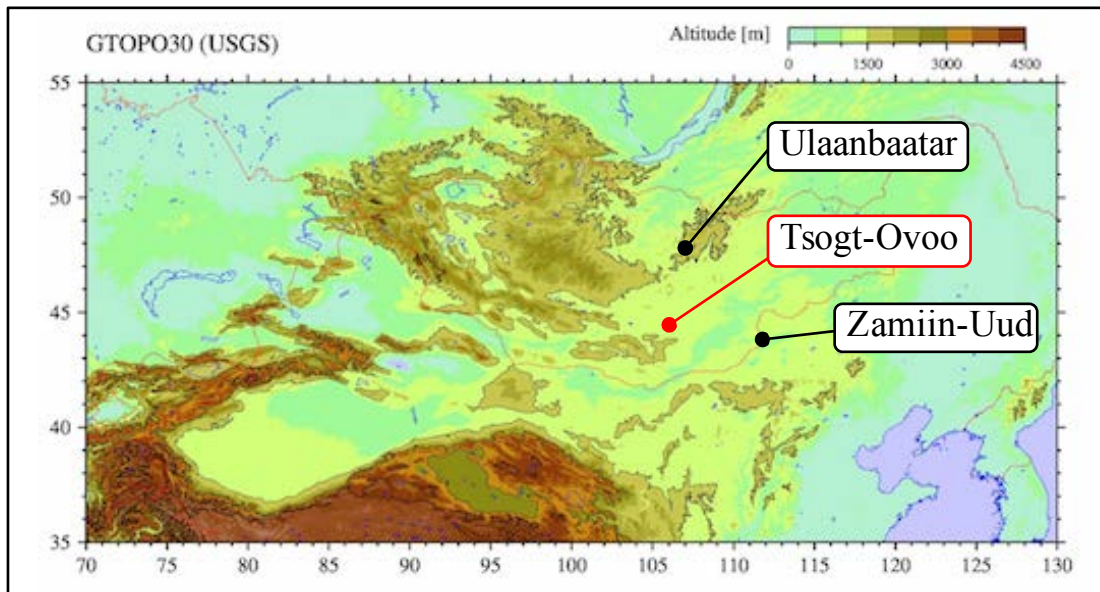 GTOPO30 (USGS)
Altitude [m]
0 1500 3000 4500
55
50
45
40
35
Ulaanbaatar
Tsogt-Ovoo
Zamiin-Uud
70 75 80 85 90 95 100 105 110 115 120 125 130